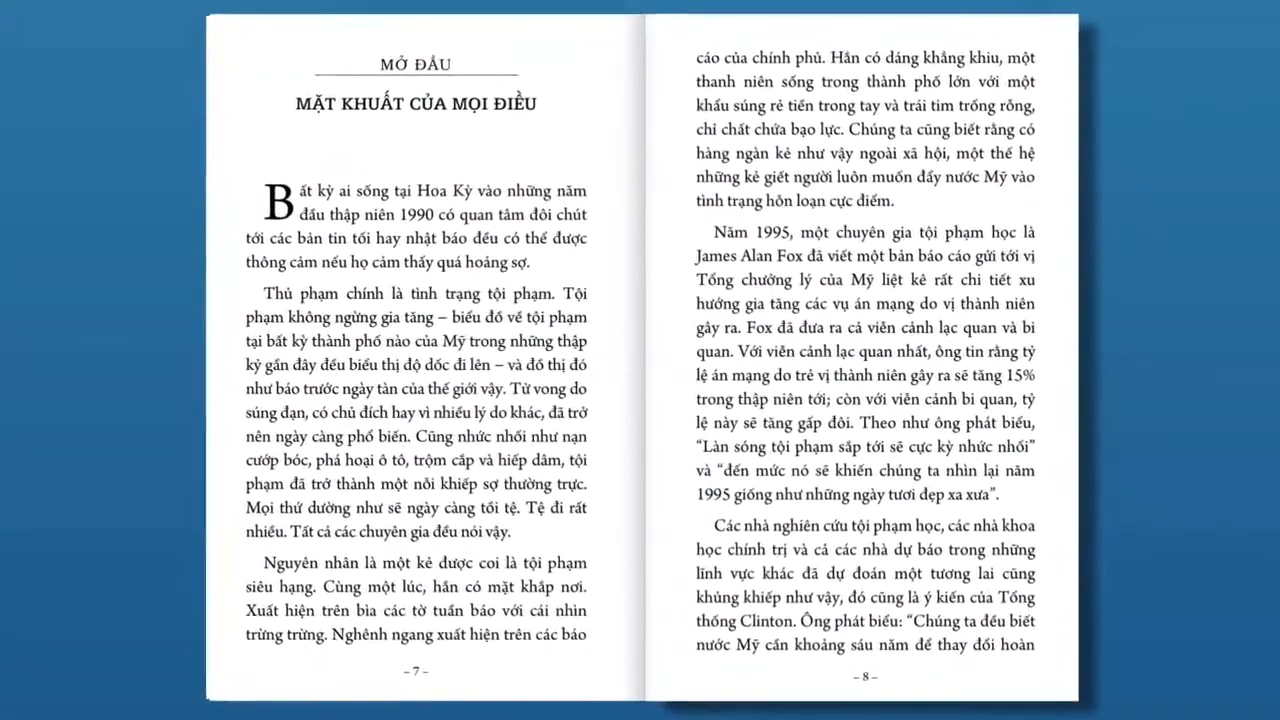 MỞ ĐẦU
MẶT KHUẤT CỦA MỌI ĐIỀU
Bất kỳ ai sống tại Hoa Kỳ vào những năm
đầu thập niên 1990 có quan tâm đôi chút
tới các bản tin tối hay nhật báo đều có thể được
thông cảm nếu họ cảm thấy quá hoảng sợ.
Thủ phạm chính là tình trạng tội phạm. Tội
phạm không ngừng gia tăng – biểu đồ về tội phạm
tại bất kỳ thành phố nào của Mỹ trong những thập
kỷ gần đây đều biểu thị độ dốc đi lên – và đồ thị đó
như báo trước ngày tàn của thế giới vậy. Tử vong do
súng đạn, có chủ đích hay vì nhiều lý do khác, đã trở
nên ngày càng phổ biến. Cũng nhức nhối như nạn
cướp bóc, phá hoại ô tô, trộm cắp và hiếp dâm, tội
phạm đã trở thành một nỗi khiếp sợ thường trực.
Mọi thứ dường như sẽ ngày càng tồi tệ. Tệ đi rất
nhiều. Tất cả các chuyên gia đều nói vậy.
Nguyên nhân là một kẻ được coi là tội phạm
siêu hạng. Cùng một lúc, hắn có mặt khắp nơi.
Xuất hiện trên bìa các tờ tuần báo với cái nhìn
trừng trừng. Nghênh ngang xuất hiện trên các báo
– 7 –
cáo của chính phủ. Hắn có dáng khẳng khiu, một
thanh niên sống trong thành phố lớn với một
khẩu súng rẻ tiền trong tay và trái tim trống rỗng,
chỉ chất chứa bạo lực. Chúng ta cũng biết rằng có
hàng ngàn kẻ như vậy ngoài xã hội, một thế hệ
những kẻ giết người luôn muốn đẩy nước Mỹ vào
tình trạng hỗn loạn cực điểm.
Năm 1995, một chuyên gia tội phạm học là
James Alan Fox đã viết một bản báo cáo gửi tới vị
Tổng chưởng lý của Mỹ liệt kê rất chi tiết xu
hướng gia tăng các vụ án mạng do vị thành niên
gây ra. Fox đã đưa ra cả viễn cảnh lạc quan và bi
quan. Với viễn cảnh lạc quan nhất, ông tin rằng tỷ
lệ án mạng do trẻ vị thành niên gây ra sẽ tăng 15%
trong thập niên tới; còn với viễn cảnh bi quan, tỷ
lệ này sẽ tăng gấp đôi. Theo như ông phát biểu,
“Làn sóng tội phạm sắp tới sẽ cực kỳ nhức nhối”
và “đến mức nó sẽ khiến chúng ta nhìn lại năm
1995 giống như những ngày tươi đẹp xa xưa”.
Các nhà nghiên cứu tội phạm học, các nhà khoa
học chính trị và cả các nhà dự báo trong những
lĩnh vực khác đã dự đoán một tương lai cũng
khủng khiếp như vậy, đó cũng là ý kiến của Tổng
thống Clinton. Ông phát biểu: “Chúng ta đều biết
nước Mỹ cần khoảng sáu năm để thay đổi hoàn
– 8 –